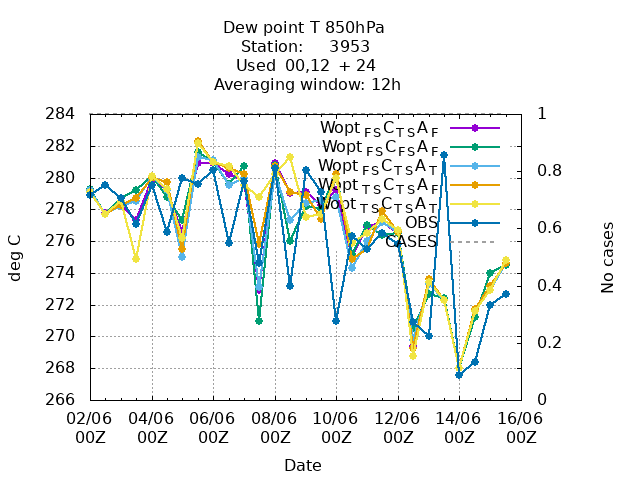 Dew point T 850hPa
Station: 3953
Used 00,12 + 24
Averaging window: 12h
284 1
282
280 0.8
278
276 0.6
274 0.4
272
270 0.2
268
266 0
Wopt FS C TS A F
Wopt FS C FS A F
Wopt FS C TS A T
Wopt TS C TS A F
Wopt TS C TS A T
OBS
CASES
deg C
No cases
02/06 04/06 06/06 08/06 10/06 12/06 14/06 16/06
00Z 00Z 00Z 00Z 00Z 00Z 00Z 00Z
Date